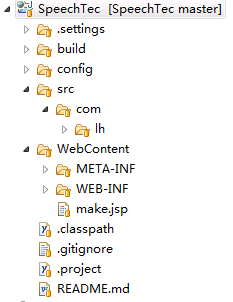 SpeechTec [SpeechTec master]
.settings
build
config
src
com
lh
WebContent
META-INF
WEB-INF
make.jsp
.classpath
.gitignore
.project
README.md